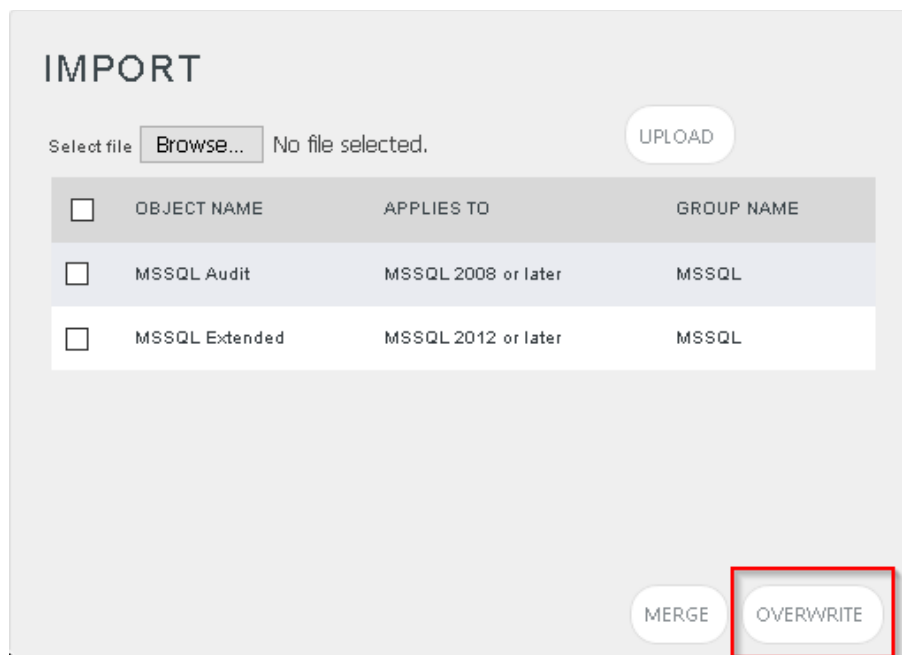 IMPORT
Select file Browse... No file selected. UPLOAD
OBJECT NAME APPLIES TO GROUP NAME
MSSQL Audit MSSQL 2008 or later MSSQL
MSSQL Extended MSSQL 2012 or later MSSQL
MERGE OVERWRITE